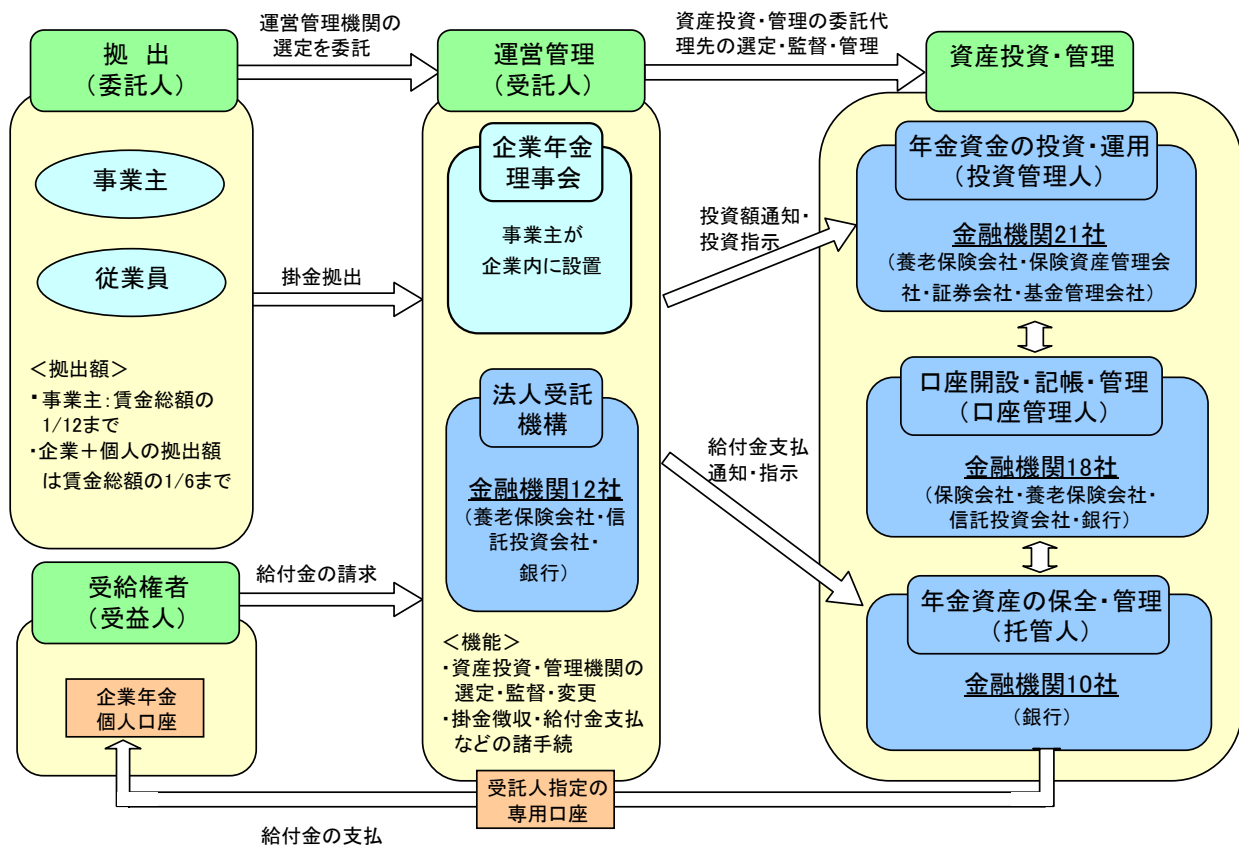 運営管理機関の
選定を委託
資産投資・管理の委託代
理先の選定・監督・管理
拠 出
（委託人）
運営管理
（受託人）
資産投資・管理
事業主
従業員
＜拠出額＞
・事業主：賃金総額の
1/12まで
・企業＋個人の拠出額
は賃金総額の1/6まで
掛金拠出
企業年金
理事会
事業主が
企業内に設置
法人受託
機構
金融機関12社
（養老保険会社・信
託投資会社・
銀行）
＜機能＞
・資産投資・管理機関の
選定・監督・変更
・掛金徴収・給付金支払
などの諸手続
投資額通知・
投資指示
給付金支払
通知・指示
年金資金の投資・運用
（投資管理人）
金融機関21社
（養老保険会社・保険資産管理会
社・証券会社・基金管理会社）
口座開設・記帳・管理
（口座管理人）
金融機関18社
（保険会社・養老保険会社・
信託投資会社・銀行）
年金資産の保全・管理
（托管人）
金融機関10社
（銀行）
受給権者
（受益人）
給付金の請求
企業年金
個人口座
受託人指定の
専用口座
給付金の支払